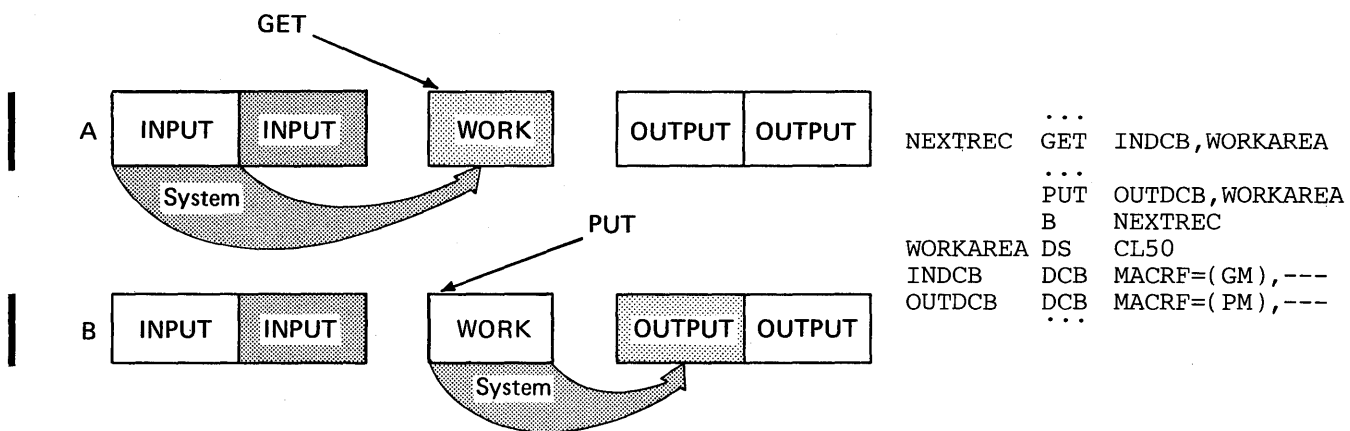 GET
A INPUT INPUT WORK OUTPUT OUTPUT
System
PUT
B INPUT INPUT WORK OUTPUT OUTPUT
System
...
NEXTREC GET INDCB,WORKAREA
...
PUT OUTDCB,WORKAREA
B NEXTREC
WORKAREA DS CL50
INDCB DCB MACRF=(GM),---
OUTDCB DCB MACRF=(PM),---
...